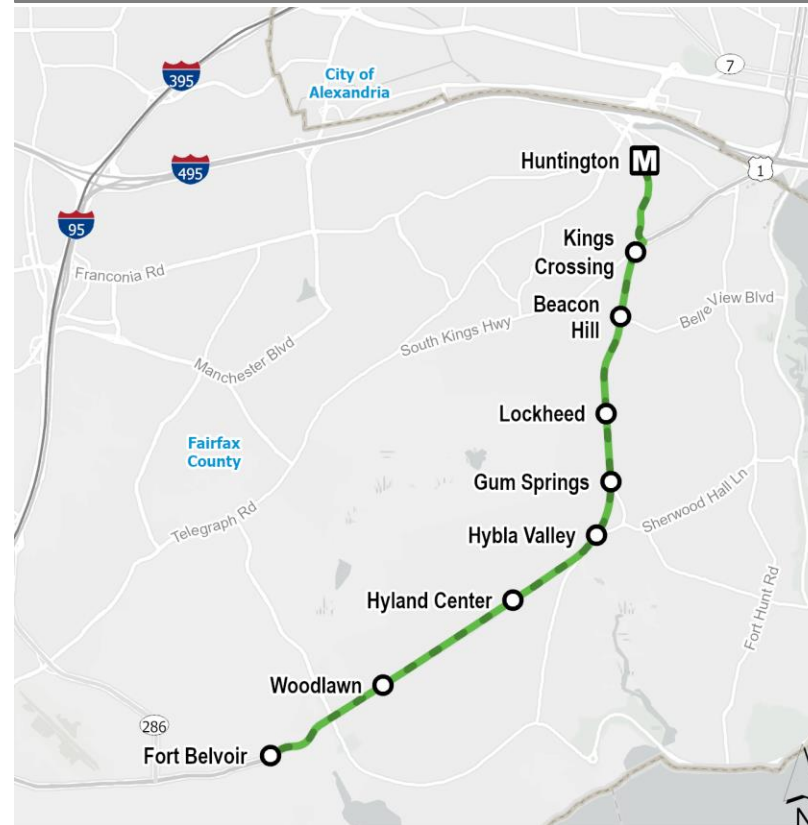 395
City of
Alexandria
7
495
Huntington M
1
95
Kings
Crossing
Franconia Rd
Beacon
Hill
Belle View Blvd
South Kings Hwy
Manchester Blvd
Lockheed
Fairfax
County
Gum Springs
Sherwood Hall Ln
Telegraph Rd
Hybla Valley
Hyland Center
Fort Hunt Rd
Woodlawn
286
Fort Belvoir
N